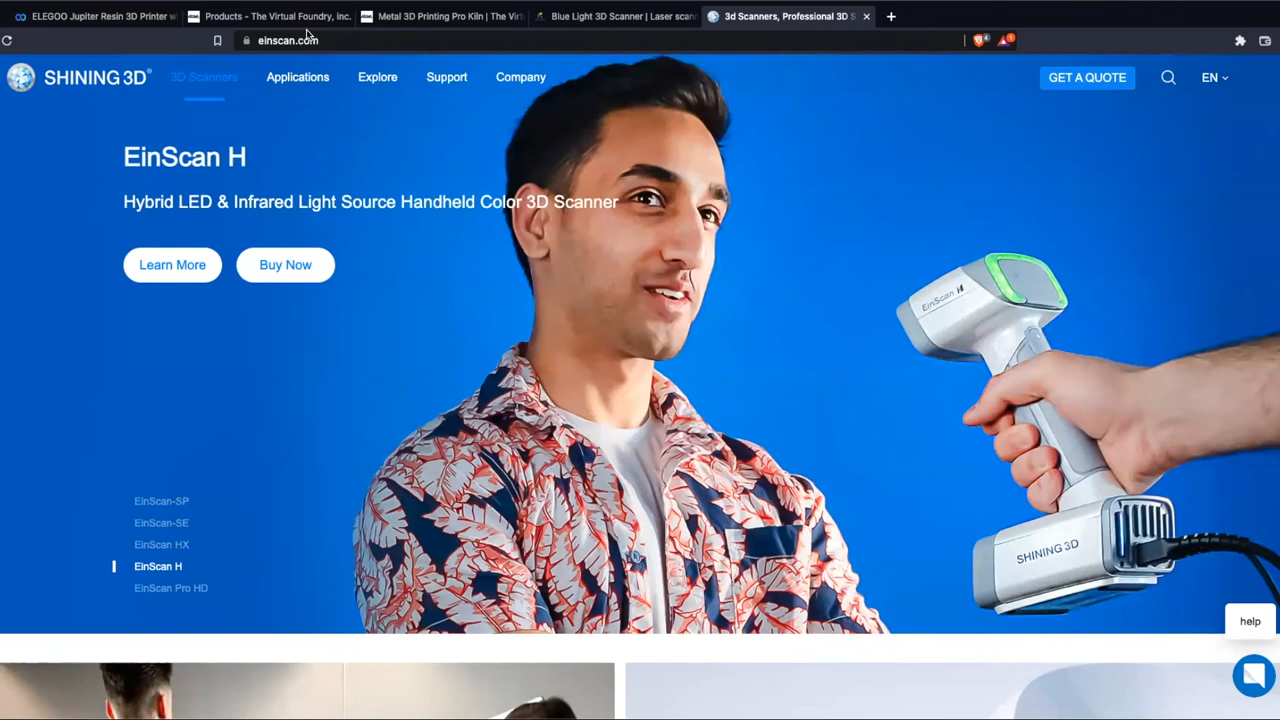 ELEGOO Jupiter Resin 3D Printer w
Products - The Virtual Foundry, inc.
Metal 3D Printing Pro Kiln | The Virt
Blue Light 3D Scanner | Laser scan
3d Scanners, Professional 3D S
einscan.com
4
1
SHINING 3D®
3D Scanners
Applications
Explore
Support
Company
GET A QUOTE
EN
EinScan H
Hybrid LED & Infrared Light Source Handheld Color 3D Scanner
Learn More
Buy Now
EinScan H
EinScan-SP
EinScan-SE
EinScan HX
EinScan H
EinScan Pro HD
SHINING 3D
help